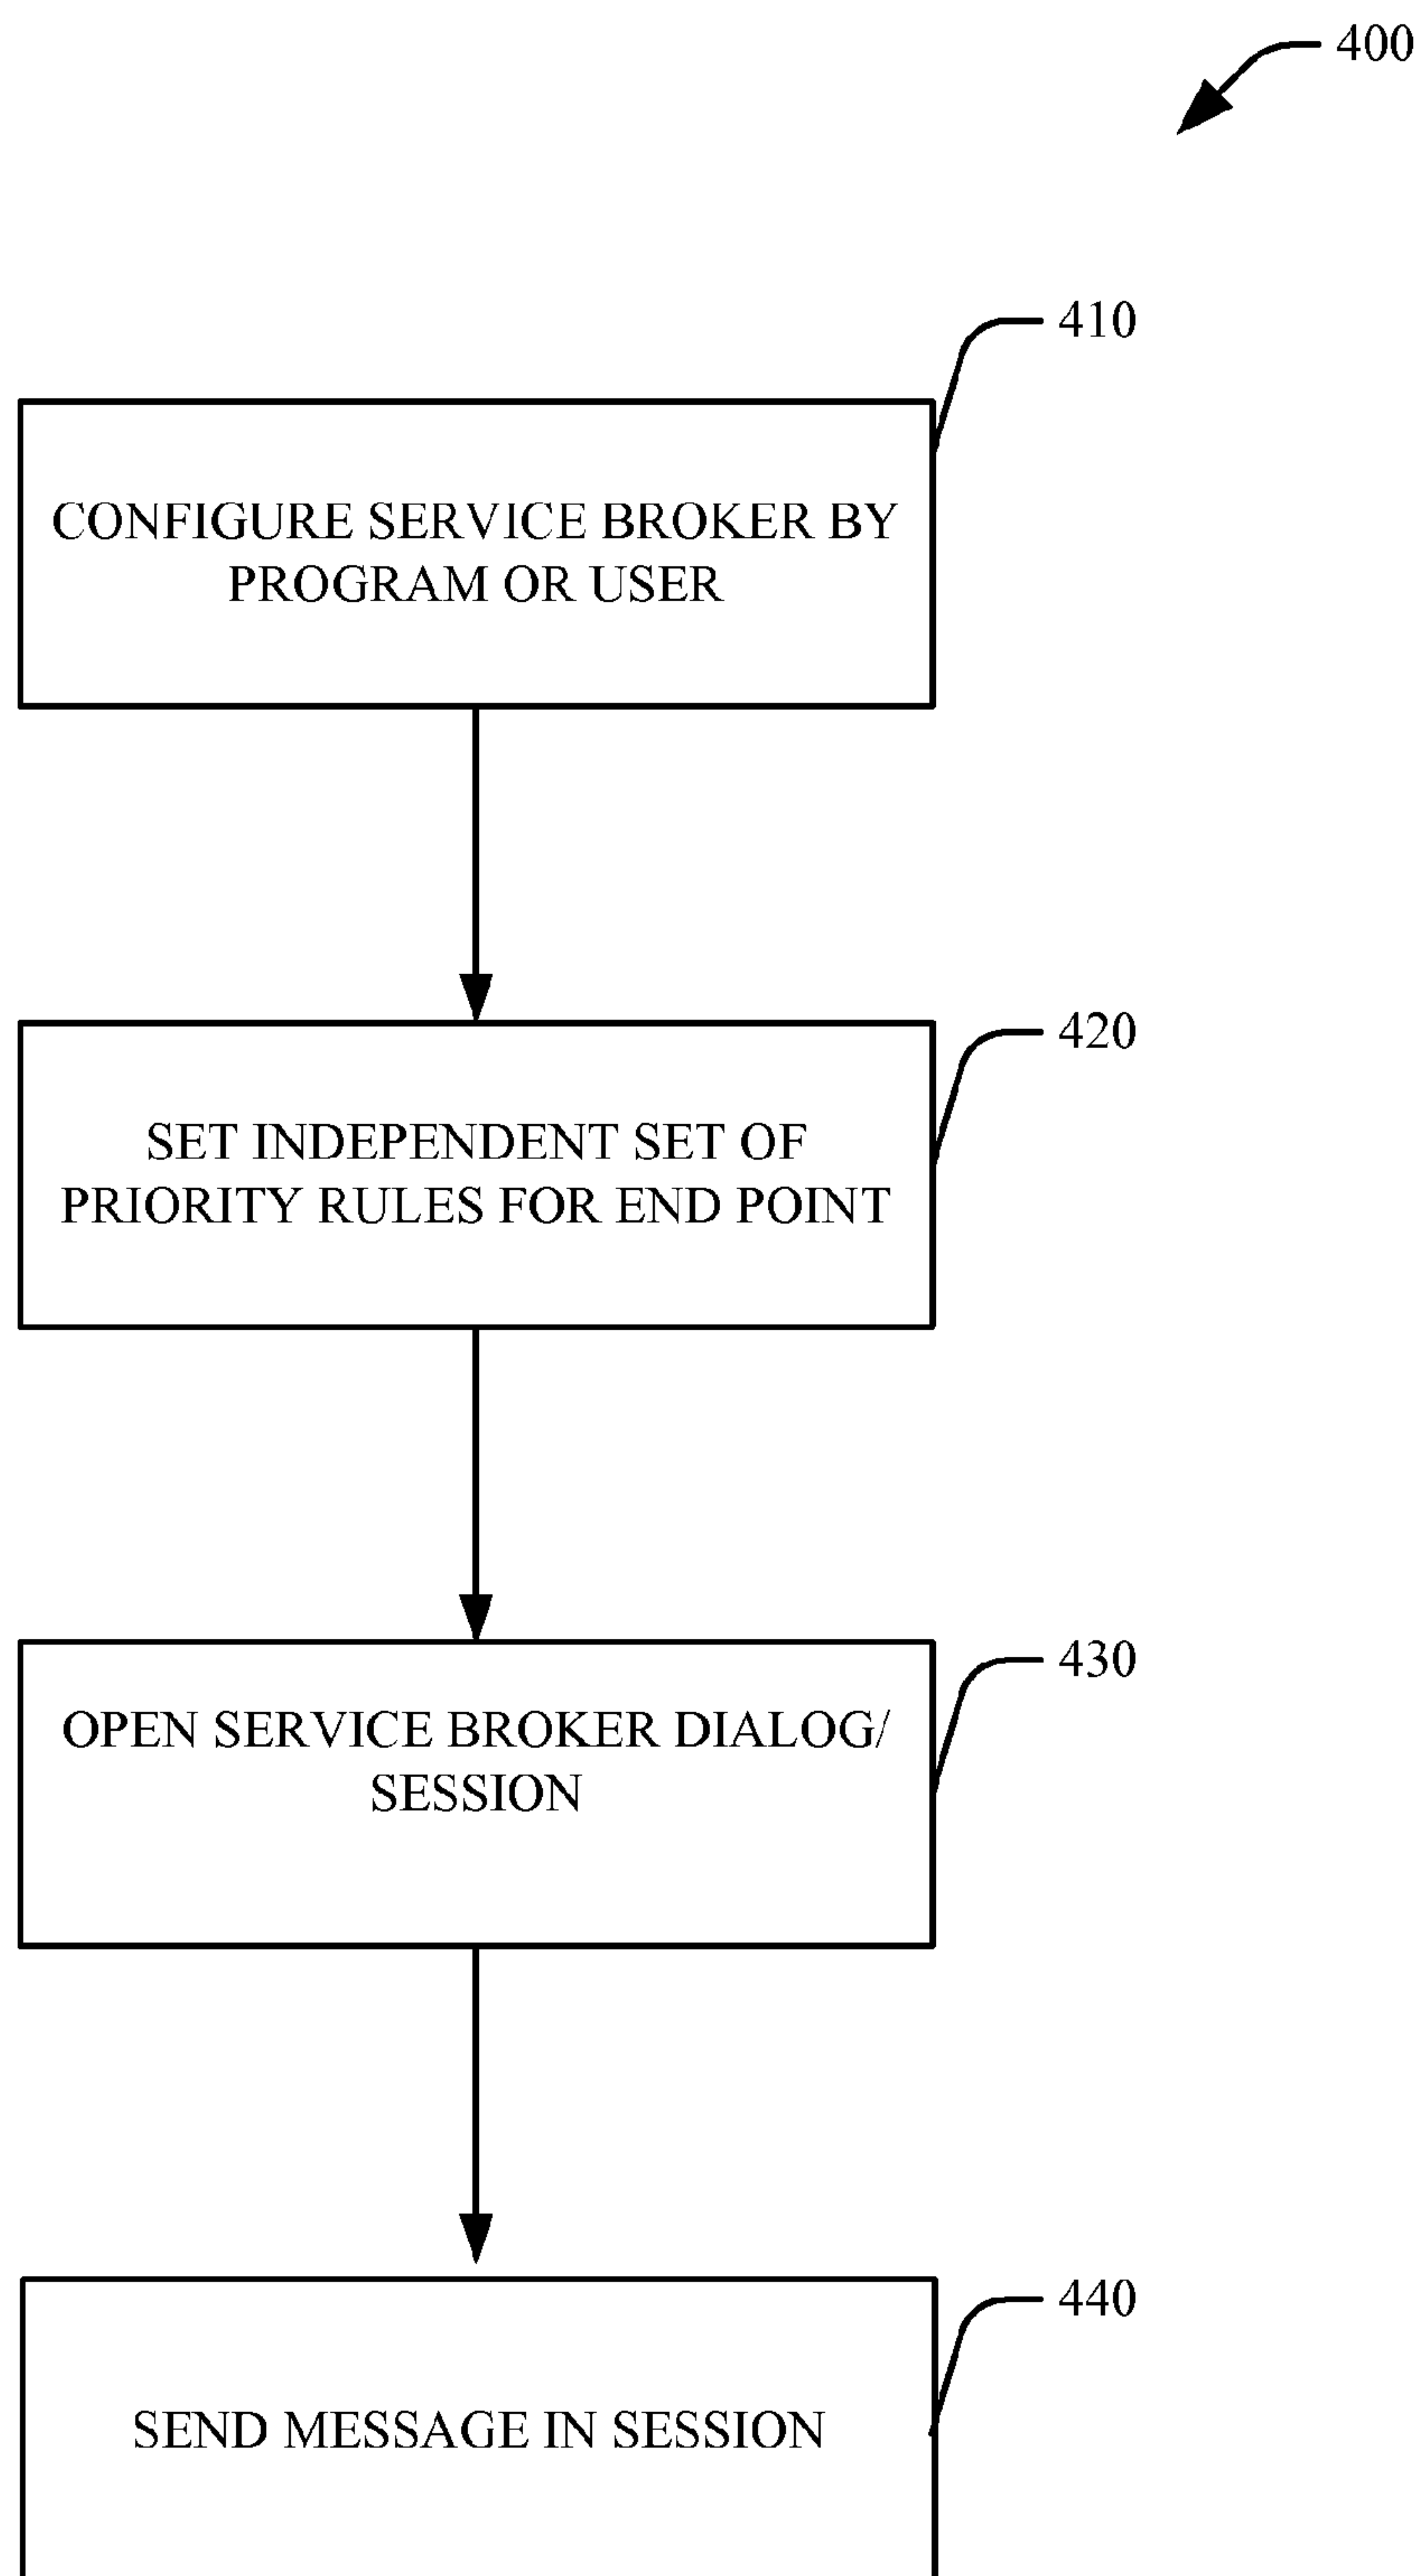 400
410
CONFIGURE SERVICE BROKER BY
PROGRAM OR USER
420
SET INDEPENDENT SET OF
PRIORITY RULES FOR END POINT
430
OPEN SERVICE BROKER DIALOG/
SESSION
440
SEND MESSAGE IN SESSION